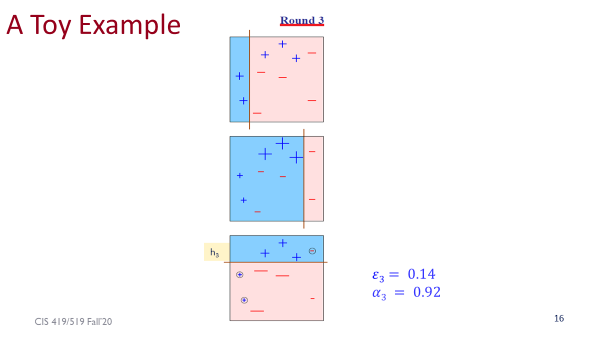 A Toy Example
Round 3
h₃
ε₃ = 0.14
α₃ = 0.92
CIS 419/519 Fall'20
16